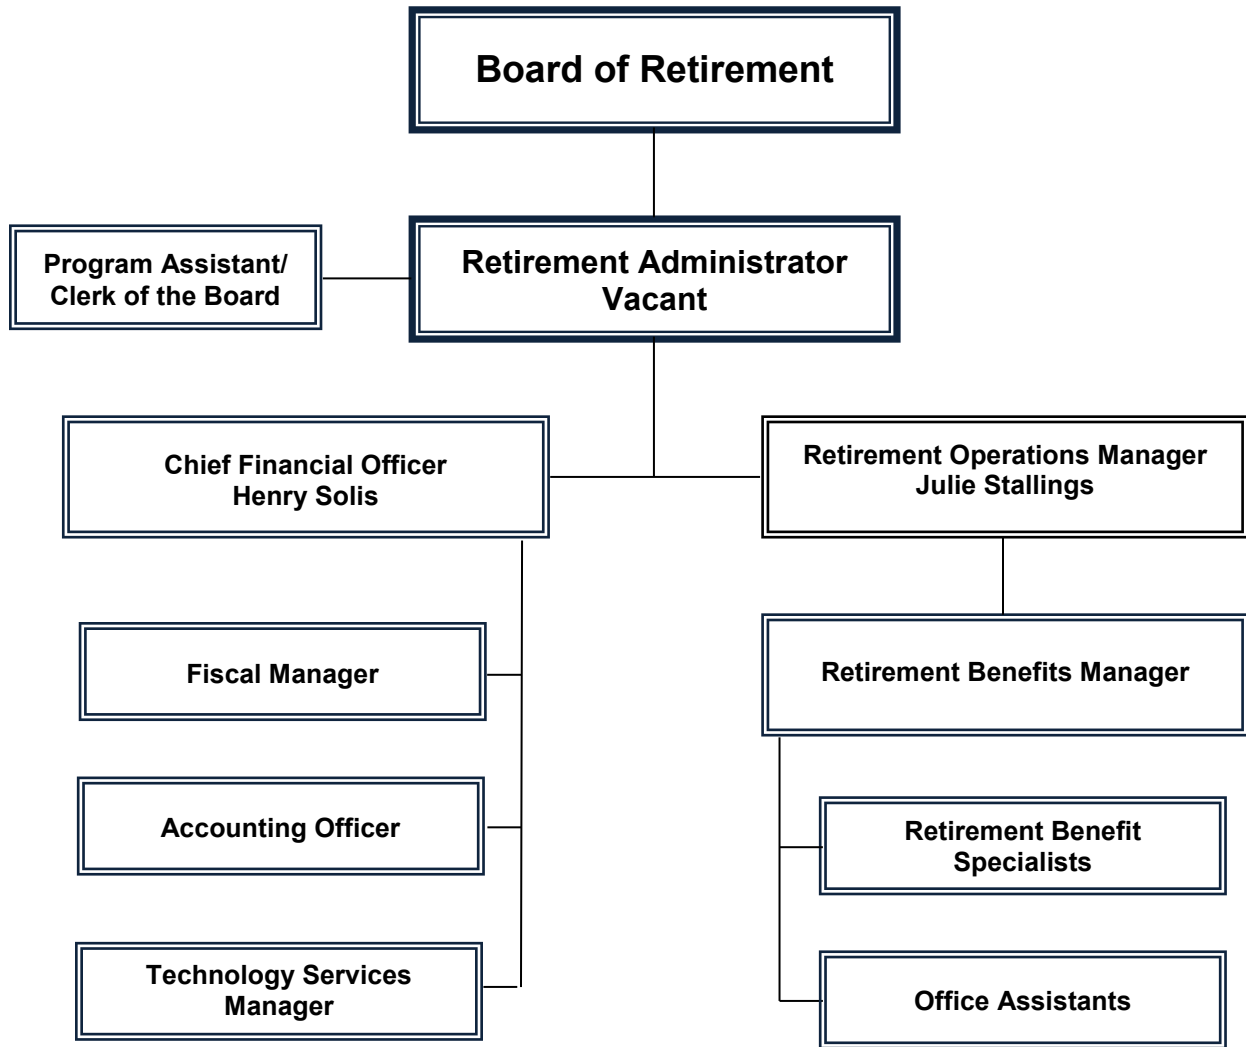 Board of Retirement
Program Assistant/
Clerk of the Board
Retirement Administrator
Vacant
Chief Financial Officer
Henry Solis
Retirement Operations Manager
Julie Stallings
Fiscal Manager
Retirement Benefits Manager
Accounting Officer
Retirement Benefit
Specialists
Technology Services
Manager
Office Assistants